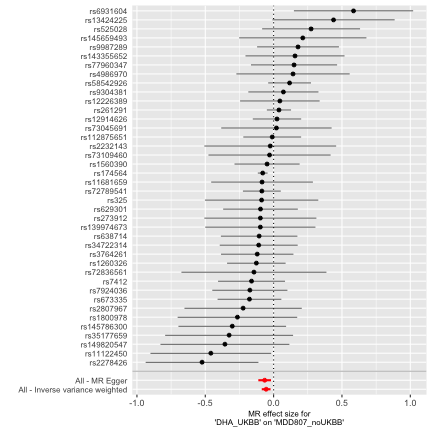 rs6931604
rs13424225
rs525028
rs145659493
rs9987289
rs143355652
rs77960347
rs4986970
rs58542926
rs9304381
rs12226389
rs261291
rs12914626
rs73045691
rs112875651
rs2232143
rs73109460
rs1560390
rs174564
rs11681659
rs72789541
rs325
rs629301
rs273912
rs139974673
rs638714
rs34722314
rs3764261
rs1260326
rs72836561
rs7412
rs7924036
rs673335
rs2807967
rs1800978
rs145786300
rs35177659
rs149820547
rs11122450
rs2278426
All - MR Egger
All - Inverse variance weighted
-1.0 -0.5 0.0 0.5 1.0
MR effect size for
'DHA_UKBB' on 'MDD807_noUKBB'